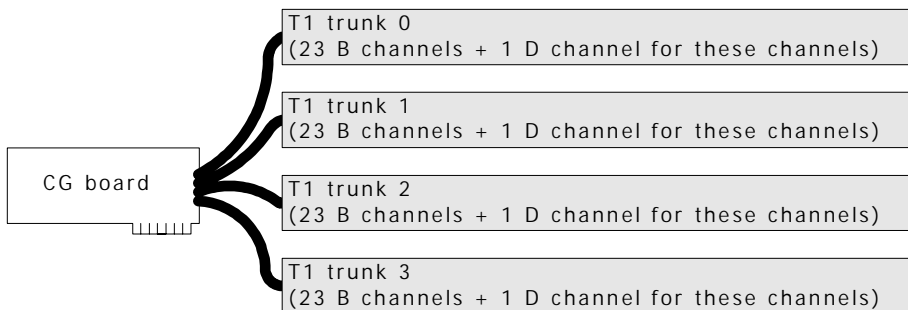 T1 trunk 0
(23 B channels + 1 D channel for these channels)
T1 trunk 1
(23 B channels + 1 D channel for these channels)
CG board
T1 trunk 2
(23 B channels + 1 D channel for these channels)
T1 trunk 3
(23 B channels + 1 D channel for these channels)